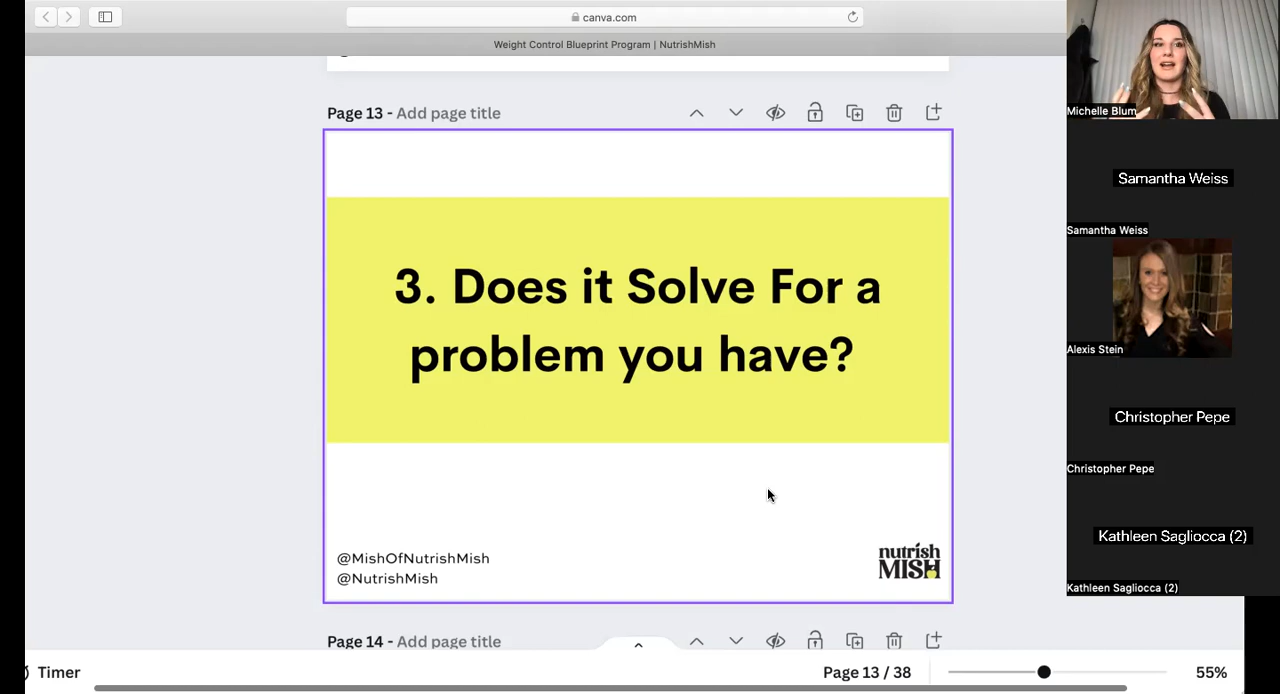 canva.com
Weight Control Blueprint Program | NutrishMish
Page 13 - Add page title
3. Does it Solve For a
problem you have?
@MishOfNutrishMish
@NutrishMish
nutrish
MISH
Page 14 - Add page title
Timer
Page 13 / 38
55%
Michelle Blum
Samantha Weiss
Samantha Weiss
Alexis Stein
Christopher Pepe
Christopher Pepe
Kathleen Sagliocca (2)
Kathleen Sagliocca (2)